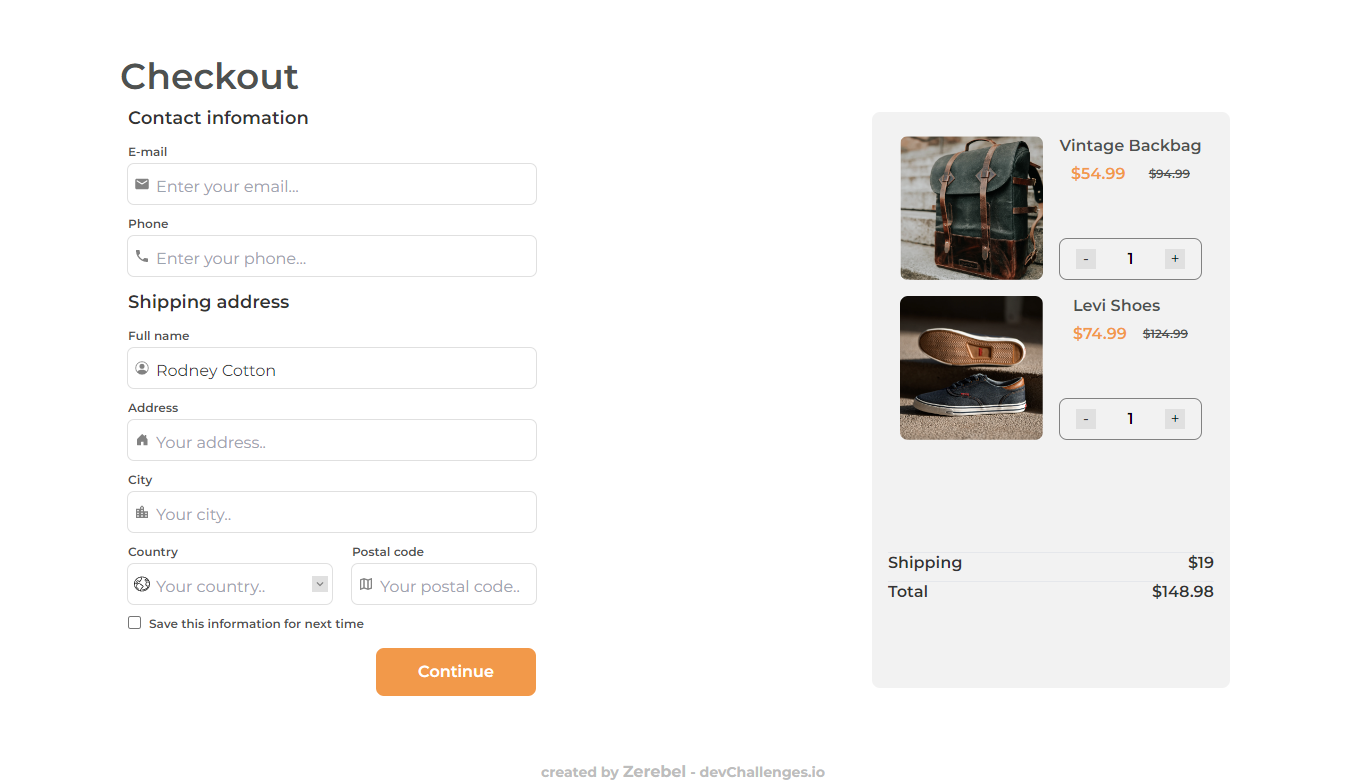 Checkout
Contact infomation
E-mail
Enter your email...
Phone
Enter your phone...
Shipping address
Full name
Rodney Cotton
Address
Your address..
City
Your city..
Country
Postal code
Your country..
Your postal code..
Save this information for next time
Continue
Vintage Backbag
$54.99 $94.99
- 1 +
Levi Shoes
$74.99 $124.99
- 1 +
Shipping $19
Total $148.98
created by Zerebel - devChallenges.io